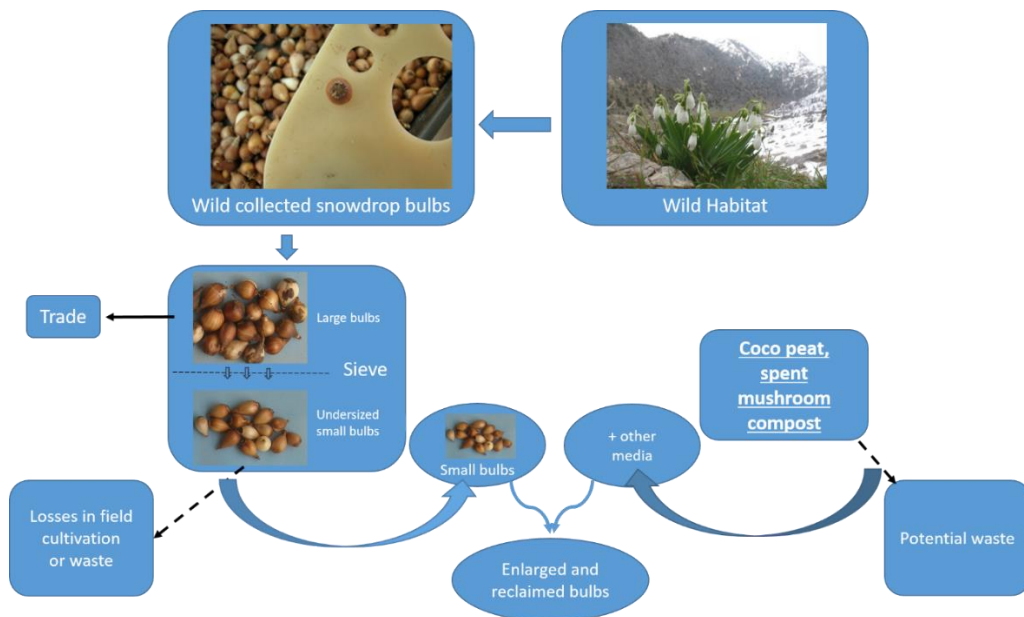 Wild collected snowdrop bulbs
Wild Habitat
Trade
Large bulbs
Sieve
Undersized
small bulbs
Coco peat,
spent
mushroom
compost
Small bulbs
+ other
media
Losses in field
cultivation
or waste
Enlarged and
reclaimed bulbs
Potential waste